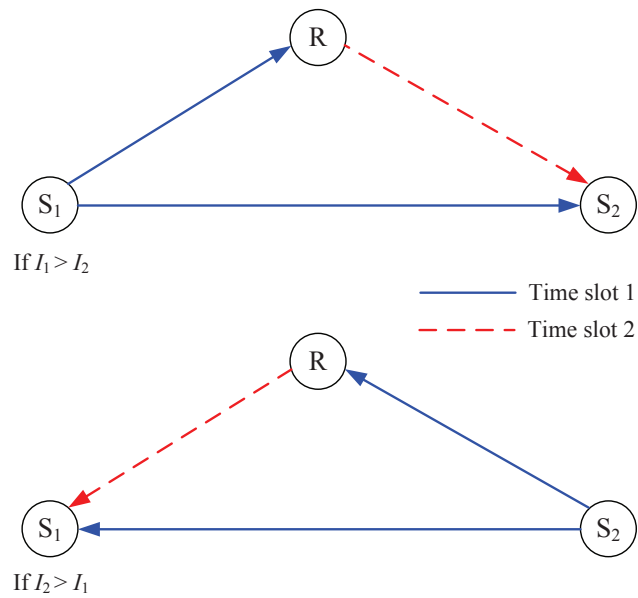 R
S₁
S₂
If I₁ > I₂
Time slot 1
Time slot 2
R
S₁
S₂
If I₂ > I₁